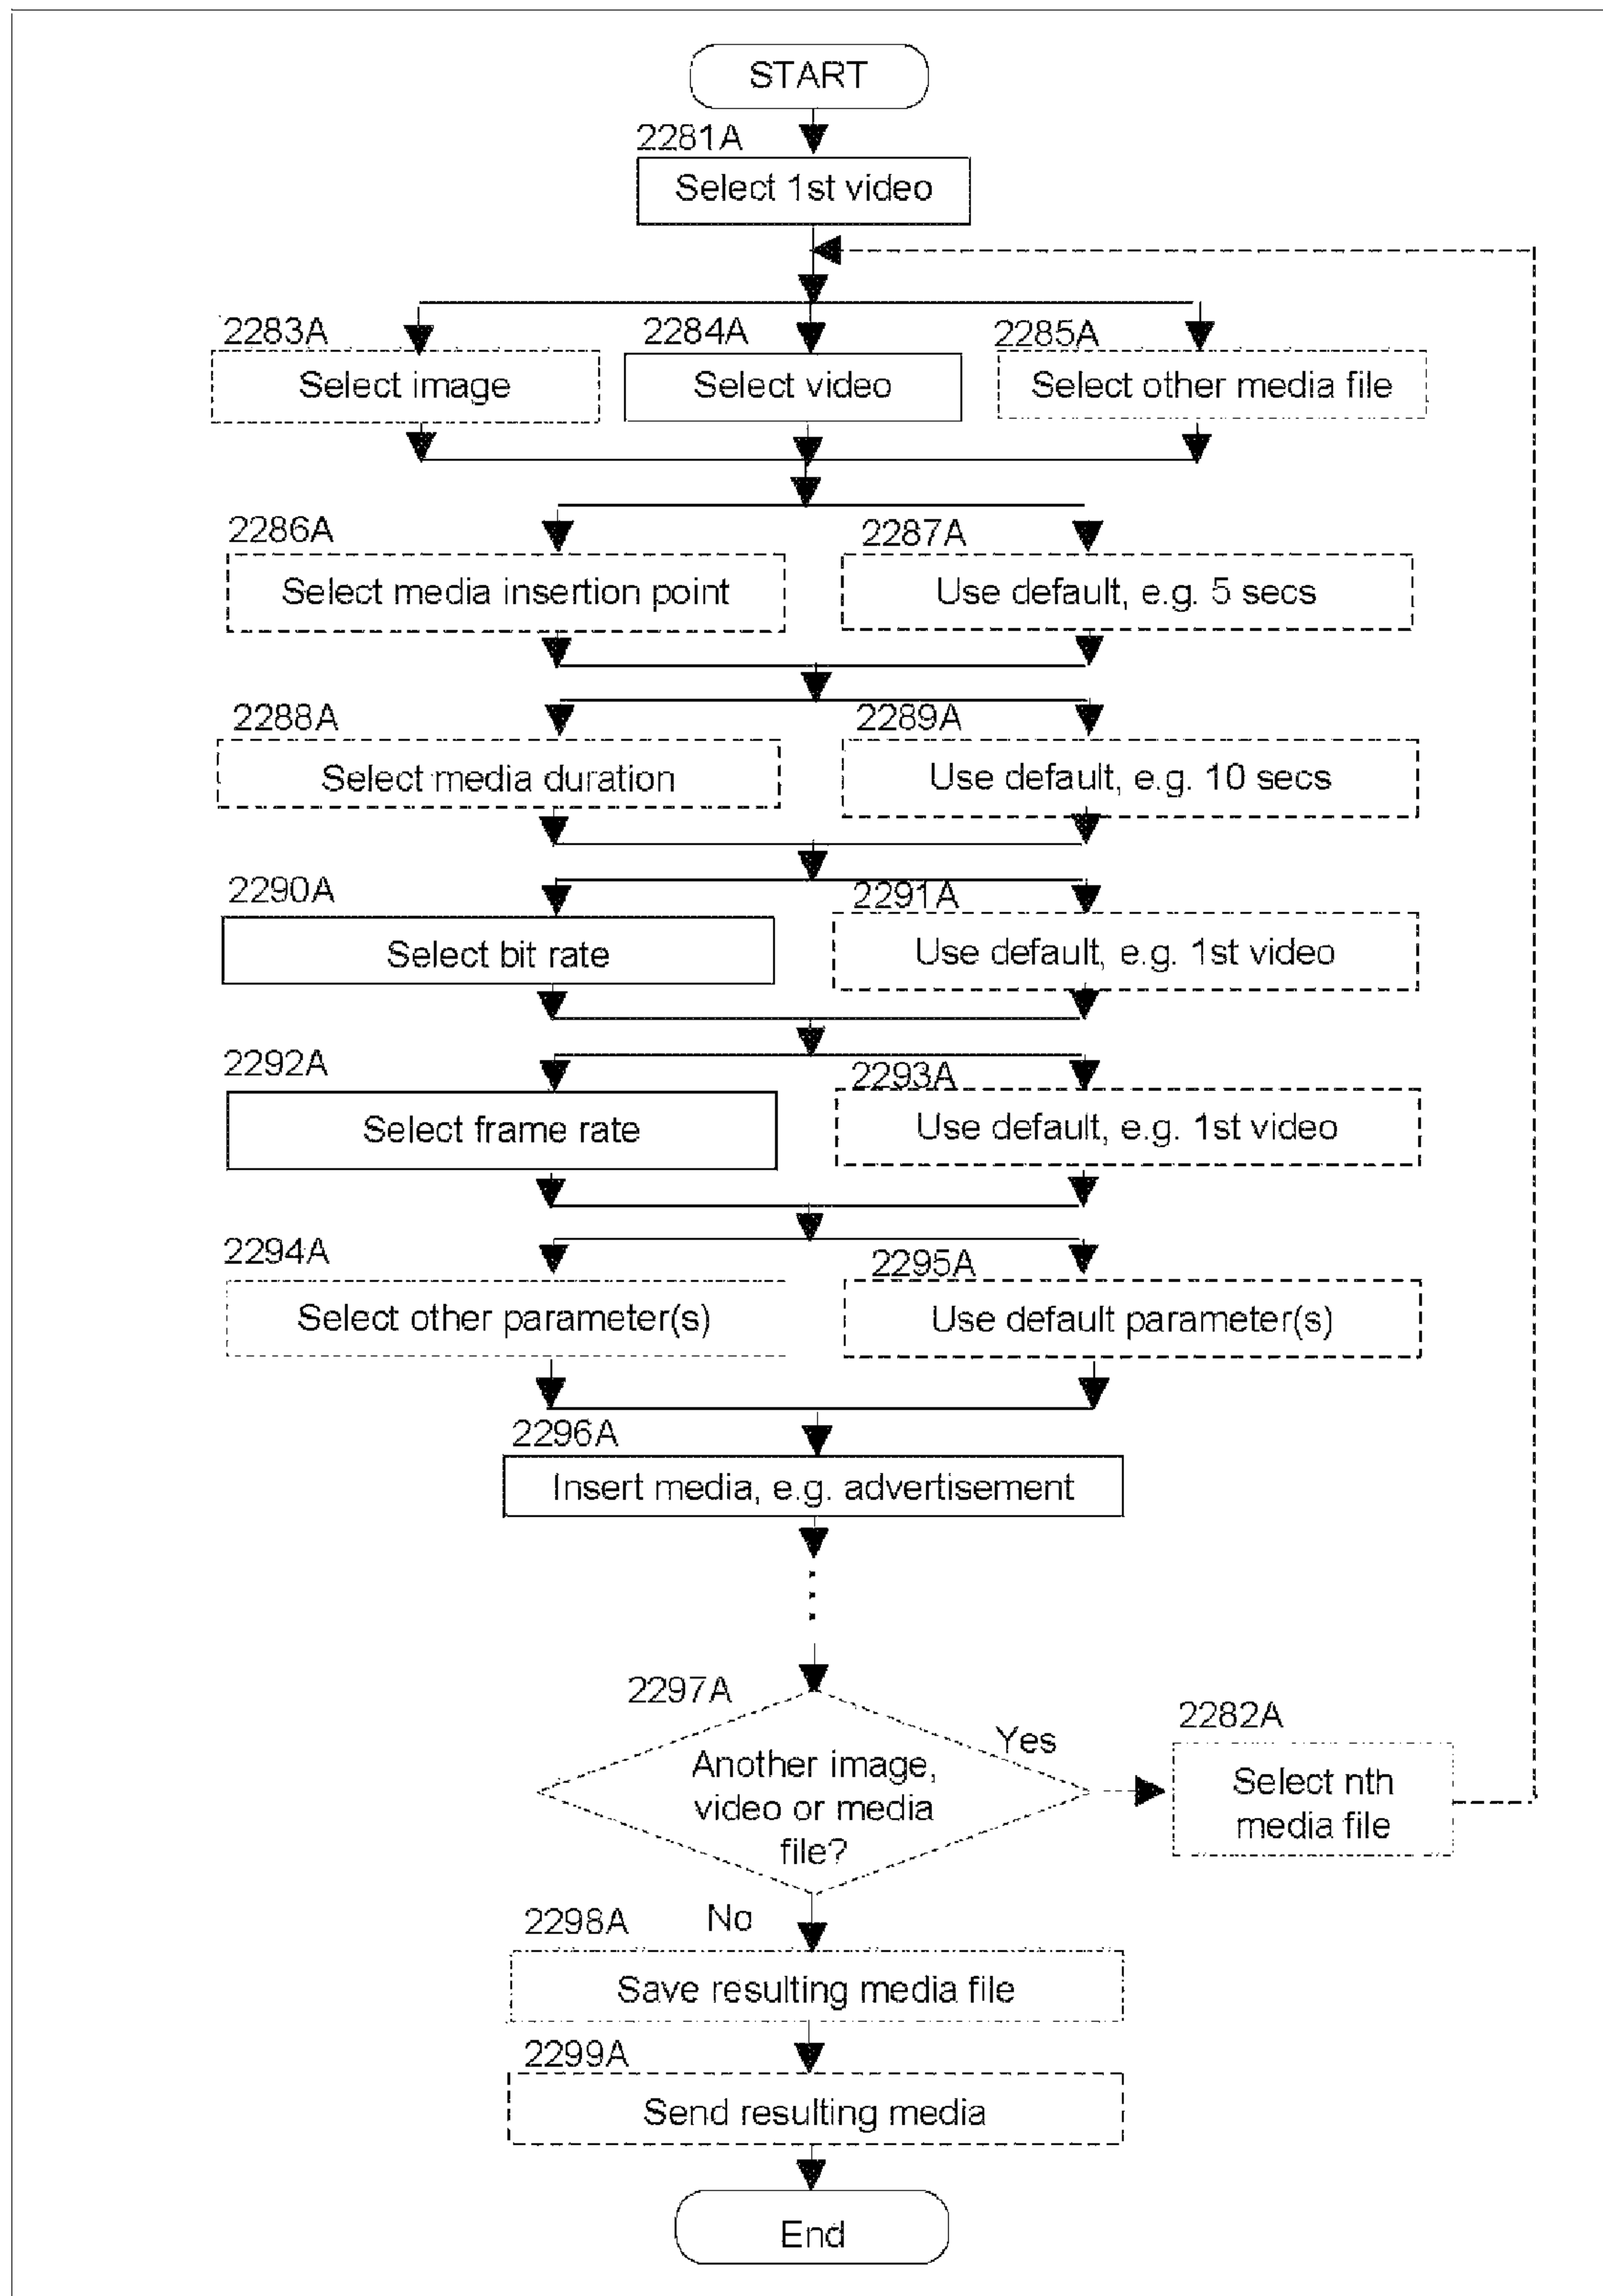 START
2281A
Select 1st video
2283A
Select image
2284A
Select video
2285A
Select other media file
2286A
Select media insertion point
2287A
Use default, e.g. 5 secs
2288A
Select media duration
2289A
Use default, e.g. 10 secs
2290A
Select bit rate
2291A
Use default, e.g. 1st video
2292A
Select frame rate
2293A
Use default, e.g. 1st video
2294A
Select other parameter(s)
2295A
Use default parameter(s)
2296A
Insert media, e.g. advertisement
2297A
Another image,
video or media
file?
Yes
2282A
Select nth
media file
No
2298A
Save resulting media file
2299A
Send resulting media
End